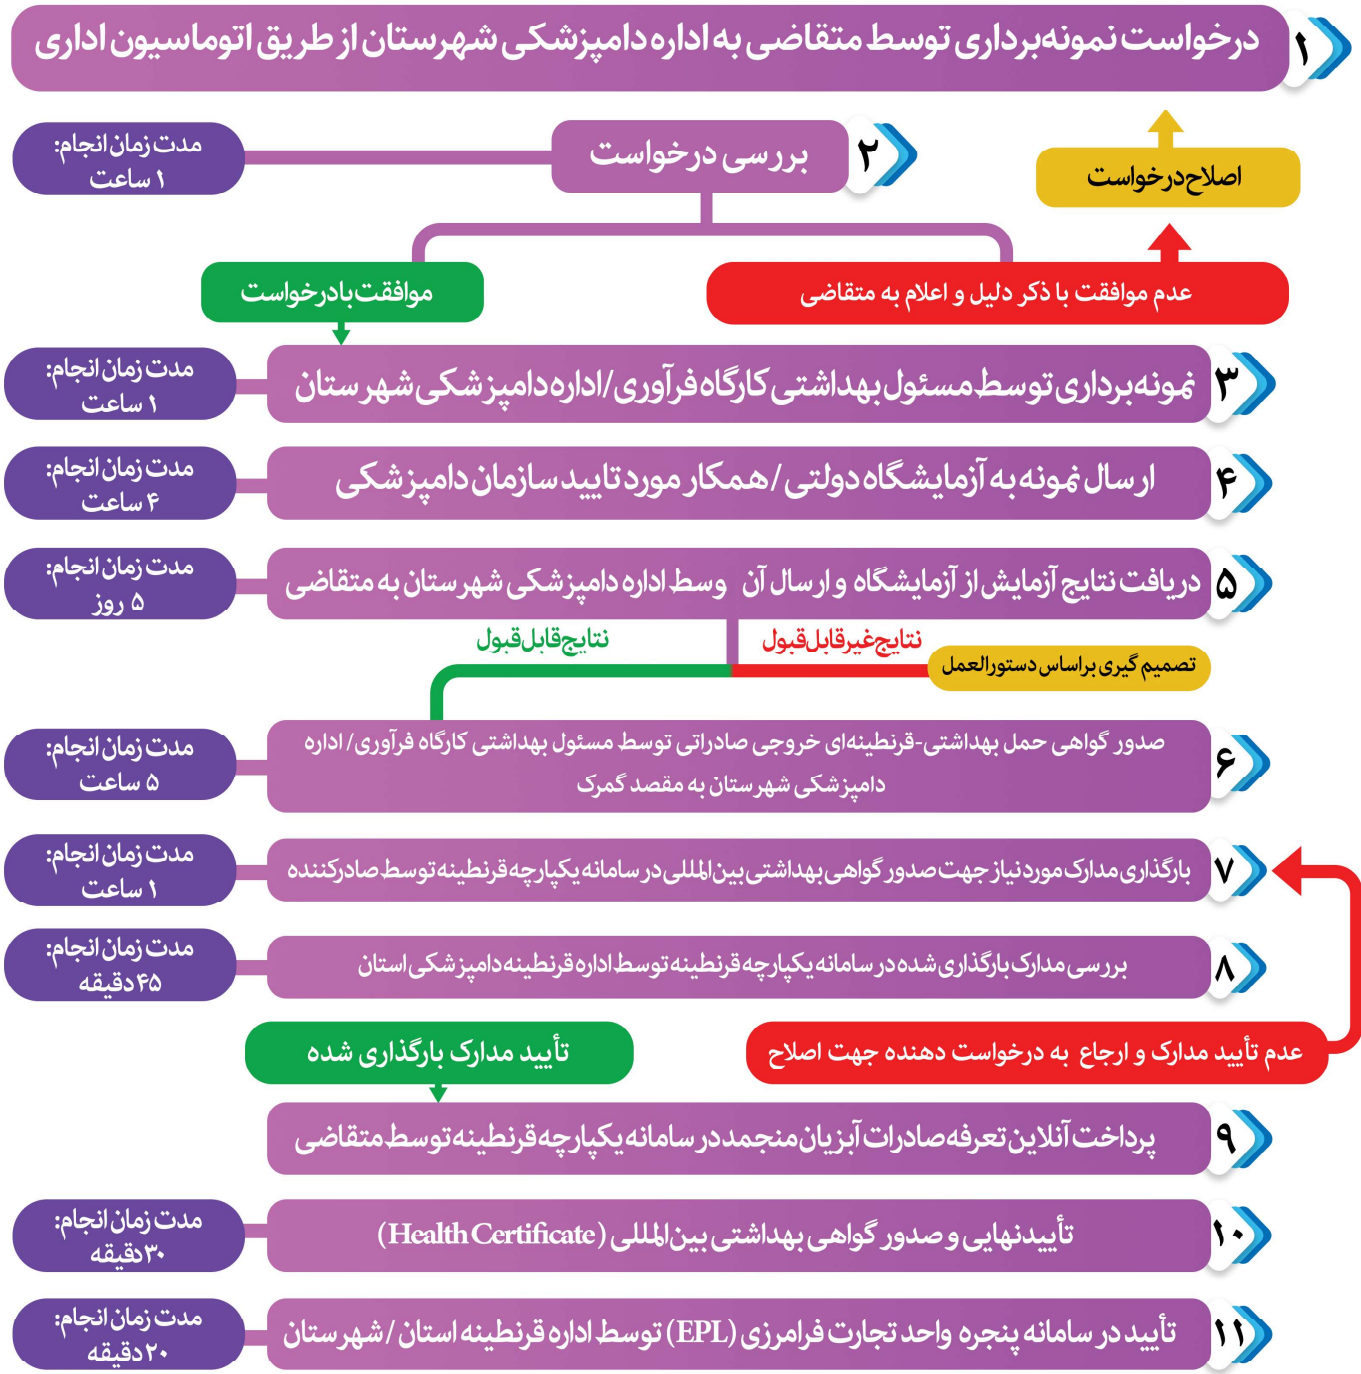 ۱
درخواست نمونه‌برداری توسط متقاضی به اداره دامپزشکی شهرستان از طریق اتوماسیون اداری
اصلاح درخواست
۲
بررسی درخواست
مدت زمان انجام:
۱ ساعت
عدم موافقت با ذکر دلیل و اعلام به متقاضی
موافقت با درخواست
۳
نمونه‌برداری توسط مسئول بهداشتی کارگاه فرآوری/اداره دامپزشکی شهرستان
مدت زمان انجام:
۱ ساعت
۴
ارسال نمونه به آزمایشگاه دولتی/همکار مورد تایید سازمان دامپزشکی
مدت زمان انجام:
۴ ساعت
۵
دریافت نتایج آزمایش از آزمایشگاه و ارسال آن وسط اداره دامپزشکی شهرستان به متقاضی
مدت زمان انجام:
۵ روز
نتایج غیرقابل‌قبول
نتایج قابل‌قبول
تصمیم گیری براساس دستورالعمل
۶
صدور گواهی حمل بهداشتی-قرنطینه‌ای خروجی صادراتی توسط مسئول بهداشتی کارگاه فرآوری/ اداره
دامپزشکی شهرستان به مقصد گمرک
مدت زمان انجام:
۵ ساعت
۷
بارگذاری مدارک موردنیاز جهت صدور گواهی بهداشتی بین‌المللی در سامانه یکپارچه قرنطینه توسط صادرکننده
مدت زمان انجام:
۱ ساعت
۸
بررسی مدارک بارگذاری شده در سامانه یکپارچه قرنطینه توسط اداره قرنطینه دامپزشکی استان
مدت زمان انجام:
۴۵ دقیقه
عدم تأیید مدارک و ارجاع به درخواست دهنده جهت اصلاح
تأیید مدارک بارگذاری شده
۹
پرداخت آنلاین تعرفه صادرات آبزیان منجمد در سامانه یکپارچه قرنطینه توسط متقاضی
۱۰
تأیید نهایی و صدور گواهی بهداشتی بین‌المللی (Health Certificate)
مدت زمان انجام:
۳۰ دقیقه
۱۱
تأیید در سامانه پنجره واحد تجارت فرامرزی (EPL) توسط اداره قرنطینه استان/شهرستان
مدت زمان انجام:
۲۰ دقیقه